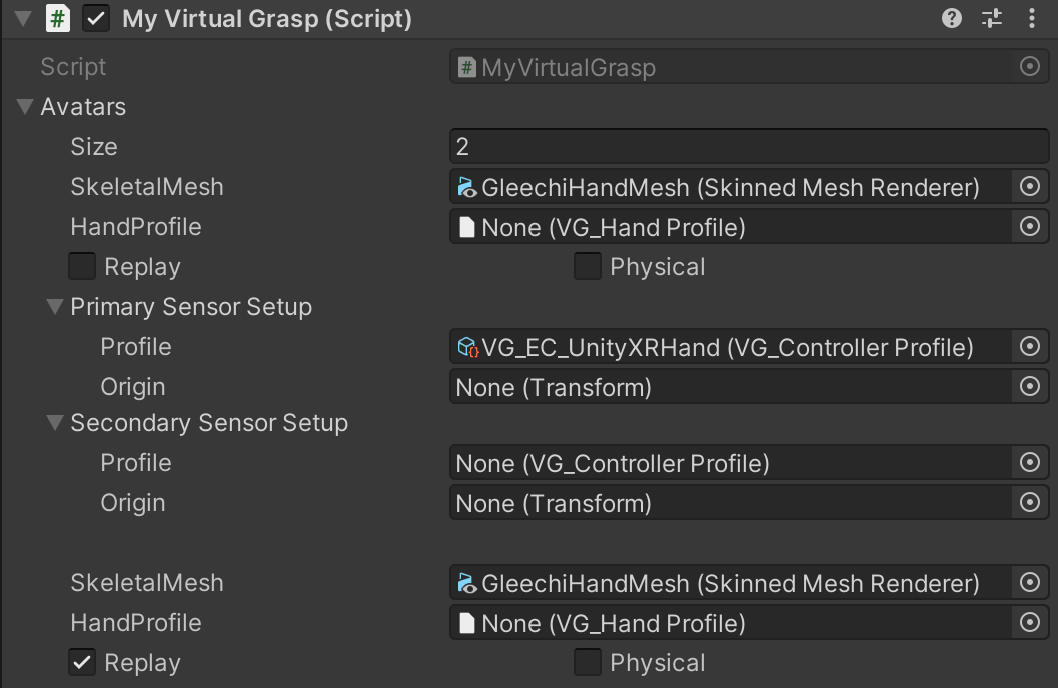 My Virtual Grasp (Script)
Script MyVirtualGrasp
Avatars
Size 2
SkeletalMesh GleechiHandMesh (Skinned Mesh Renderer)
HandProfile None (VG_Hand Profile)
Replay Physical
Primary Sensor Setup
Profile VG_EC_UnityXRHand (VG_Controller Profile)
Origin None (Transform)
Secondary Sensor Setup
Profile None (VG_Controller Profile)
Origin None (Transform)
SkeletalMesh GleechiHandMesh (Skinned Mesh Renderer)
HandProfile None (VG_Hand Profile)
Replay Physical